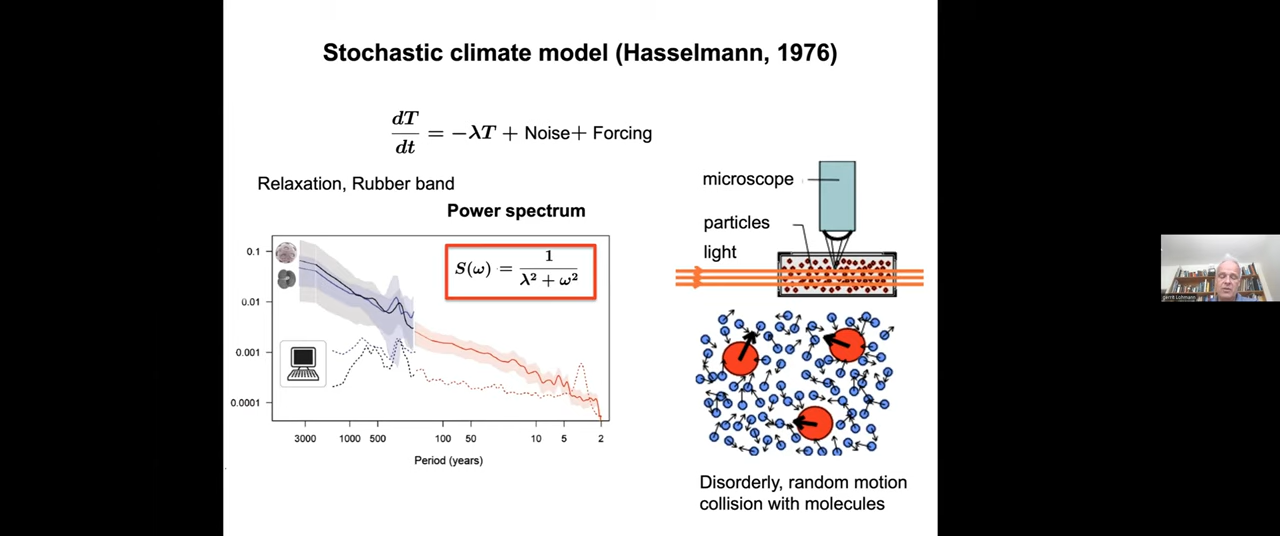 Stochastic climate model (Hasselmann, 1976)
dT/dt = −λT + Noise+ Forcing
Relaxation, Rubber band
Power spectrum
S(ω) = 1/(λ² + ω²)
0.1
0.01
0.001
0.0001
3000 1000 500 100 50 10 5 2
Period (years)
microscope
particles
light
Disorderly, random motion
collision with molecules
gerrit Lohmann